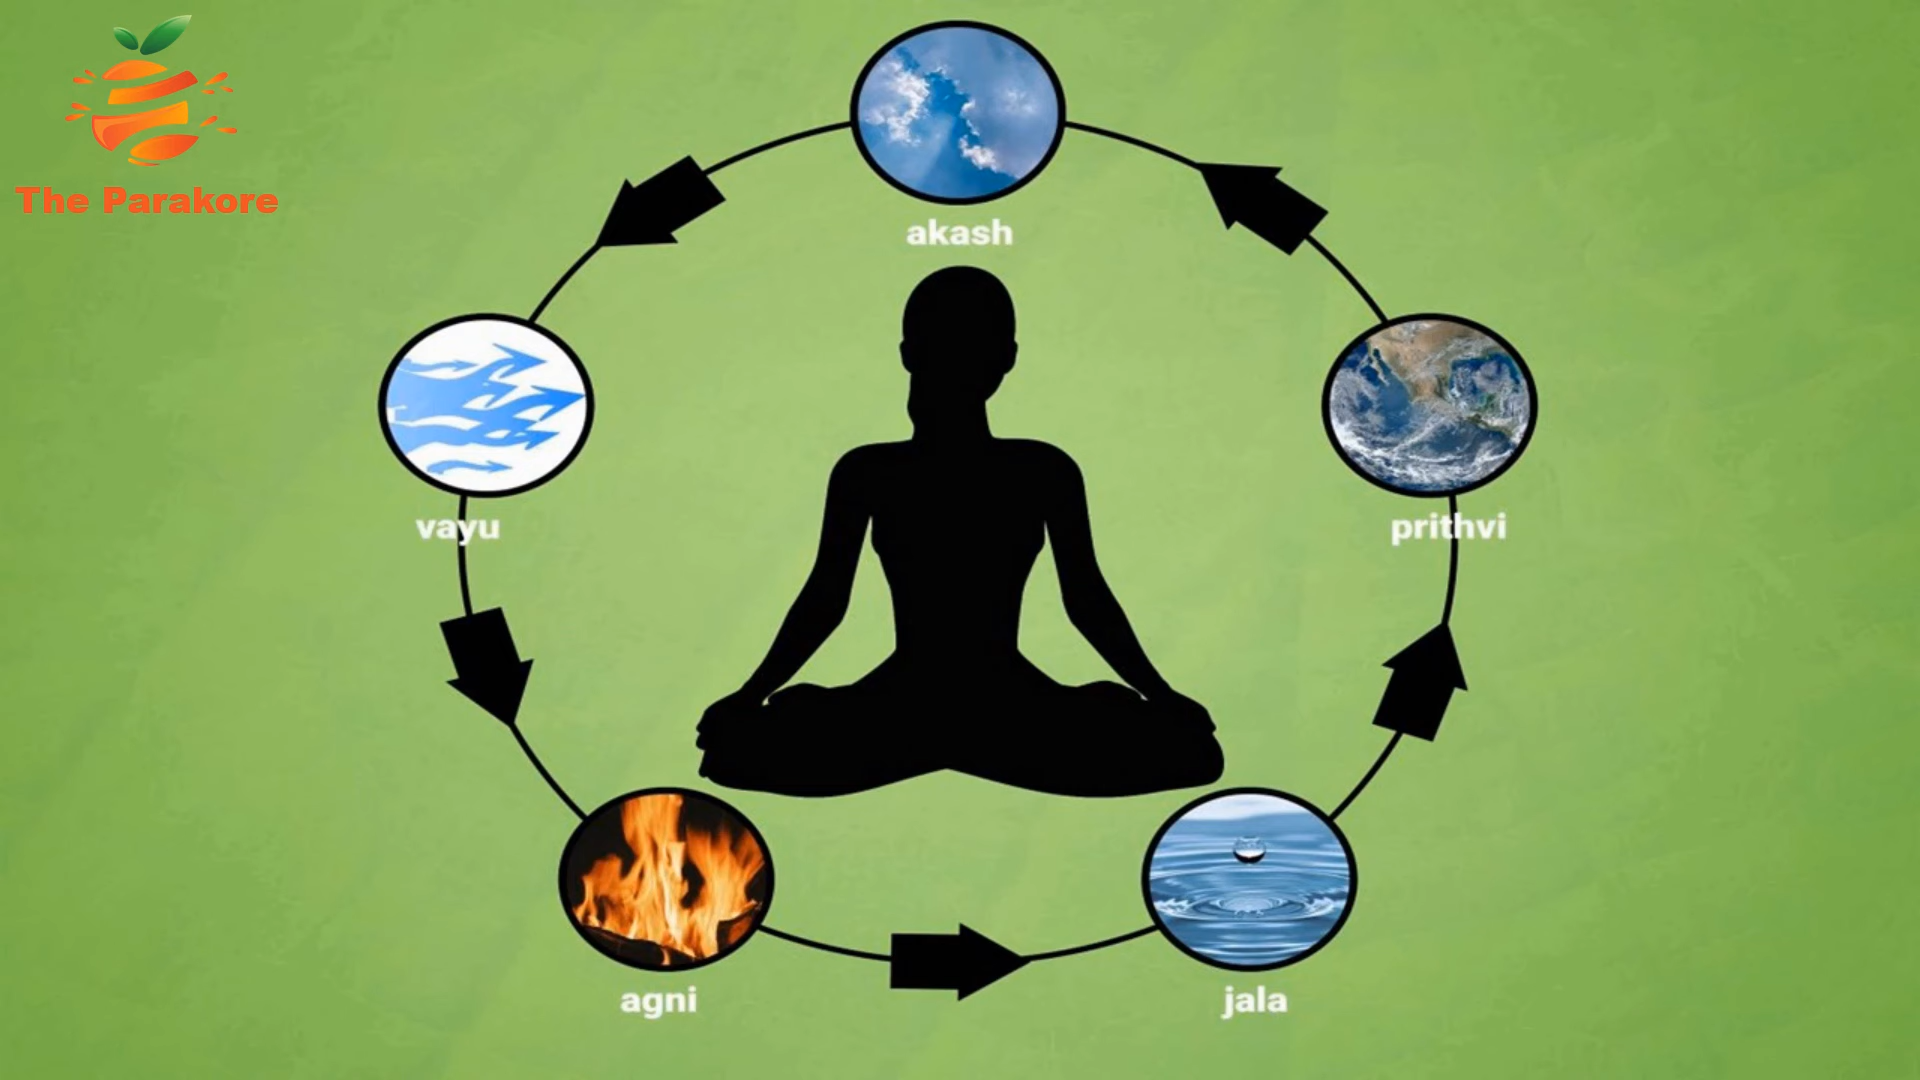 The Parakore
akash
vayu
prithvi
agni
jala